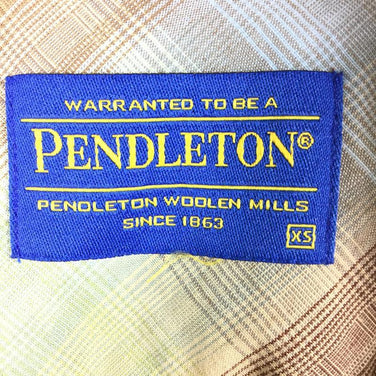 WARRANTED TO BE A
PENDLETON®
PENDLETON WOOLEN MILLS
SINCE 1863
XS